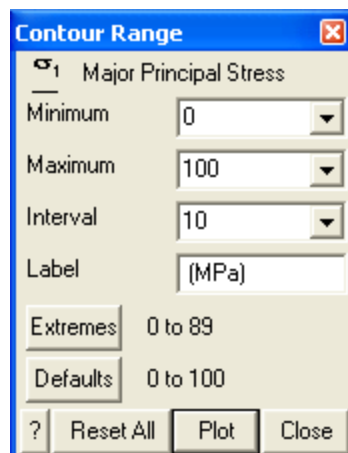 Contour Range
σ1 Major Principal Stress
Minimum 0
Maximum 100
Interval 10
Label (MPa)
Extremes 0 to 89
Defaults 0 to 100
? Reset All Plot Close